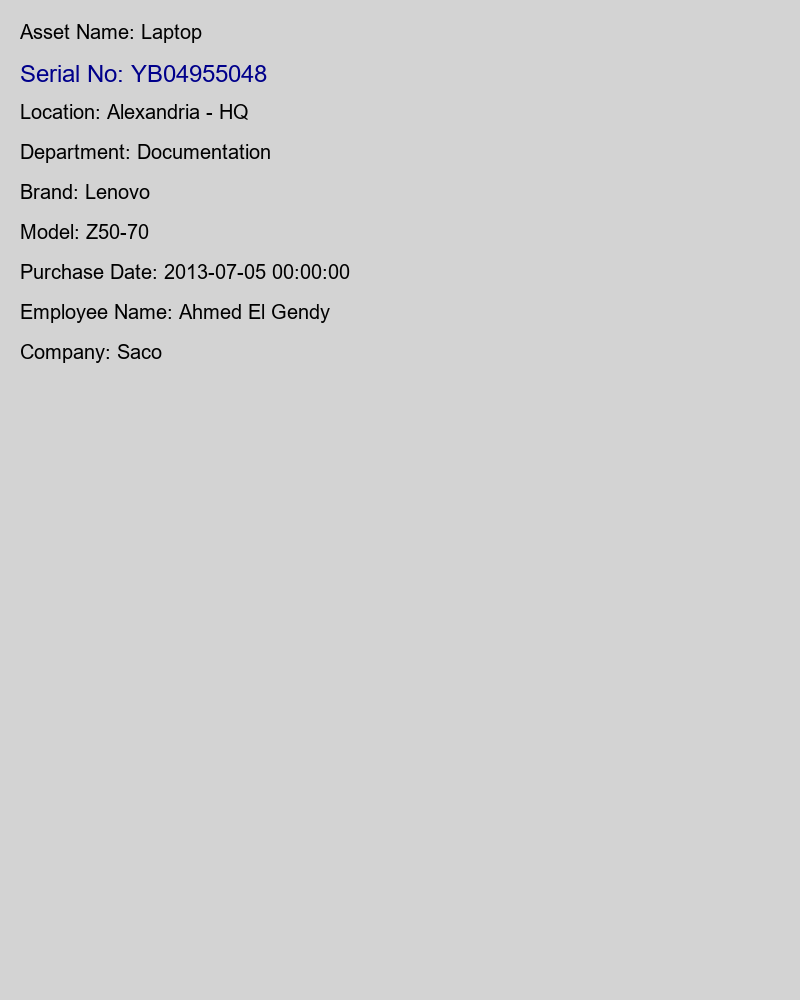 Asset Name: Laptop
Serial No: YB04955048
Location: Alexandria - HQ
Department: Documentation
Brand: Lenovo
Model: Z50-70
Purchase Date: 2013-07-05 00:00:00
Employee Name: Ahmed El Gendy
Company: Saco